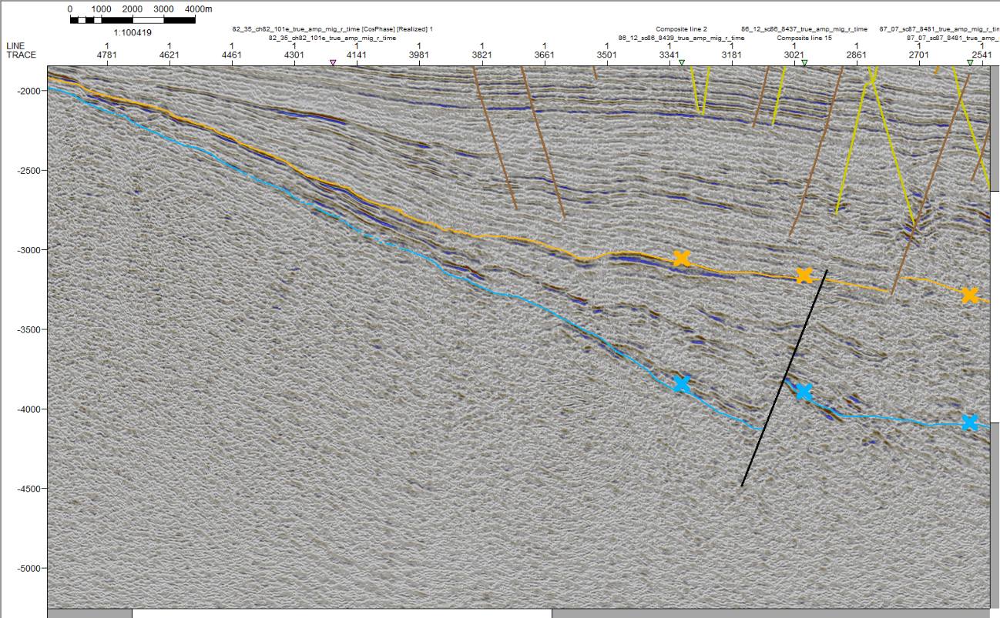 0 1000 2000 3000 4000m
1:100419
82_35_ch82_101e_true_amp_mig_r_time [CosPhase] [Realized] 1
82_35_ch82_101e_true_amp_mig_r_time
Composite line 2
86_12_sc86_8439_true_amp_mig_r_time
86_12_sc86_8437_true_amp_mig_r_time
Composite line 15
87_07_sc87_8481_true_amp_mig_r_tin
87_07_sc87_8481_true_amp_
LINE 1 1 1 1 1 1 1 1 1 1 1 1 1 1 1
TRACE 4781 4621 4461 4301 4141 3981 3821 3661 3501 3341 3181 3021 2861 2701 2541
-2000
-2500
-3000
-3500
-4000
-4500
-5000